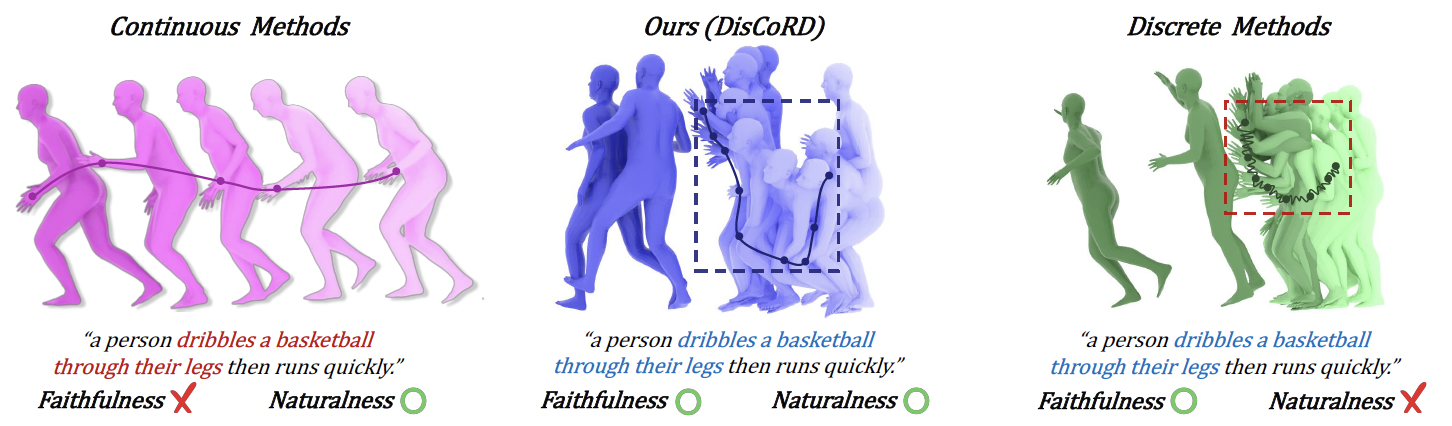 Continuous Methods
“a person dribbles a basketball
through their legs then runs quickly.”
Faithfulness
Naturalness
Ours (DisCoRD)
“a person dribbles a basketball
through their legs then runs quickly.”
Faithfulness
Naturalness
Discrete Methods
“a person dribbles a basketball
through their legs then runs quickly.”
Faithfulness
Naturalness